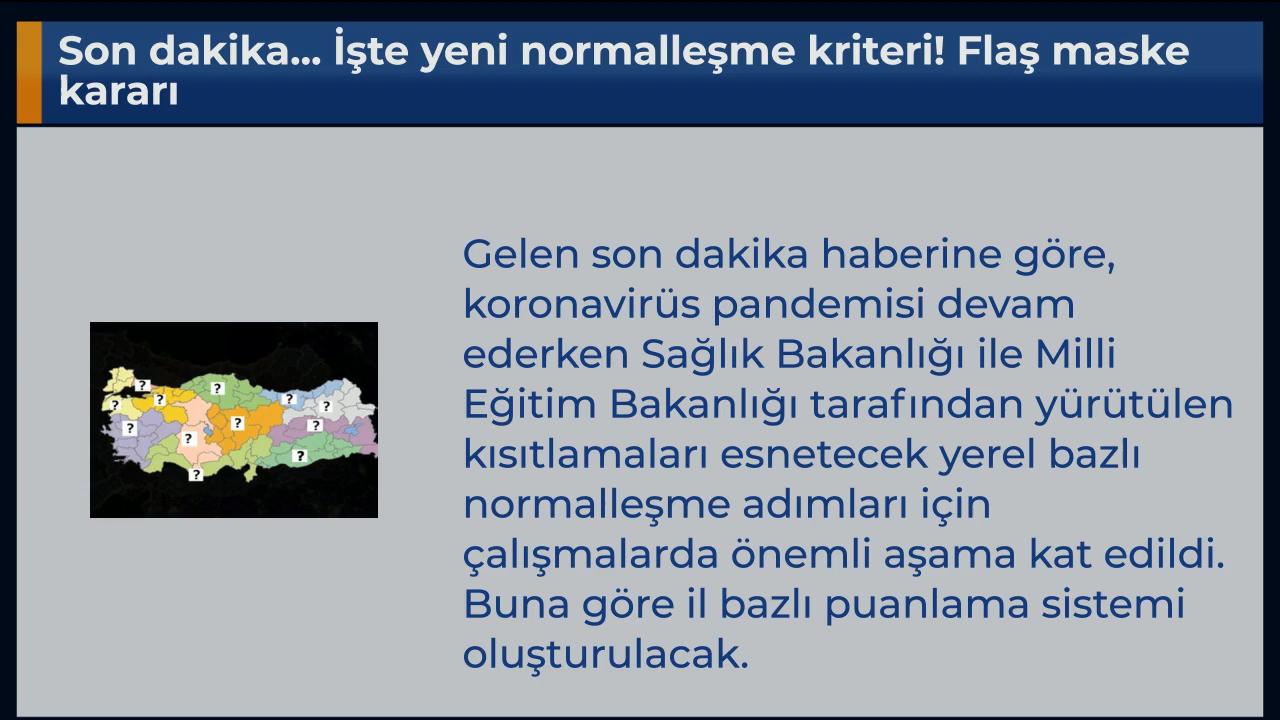 Son dakika... İşte yeni normalleşme kriteri! Flaş maske
kararı
Gelen son dakika haberine göre,
koronavirüs pandemisi devam
ederken Sağlık Bakanlığı ile Milli
Eğitim Bakanlığı tarafından yürütülen
kısıtlamaları esnetecek yerel bazlı
normalleşme adımları için
çalışmalarda önemli aşama kat edildi.
Buna göre il bazlı puanlama sistemi
oluşturulacak.
? ? ? ? ?
? ?
? ? ?
? ?
?